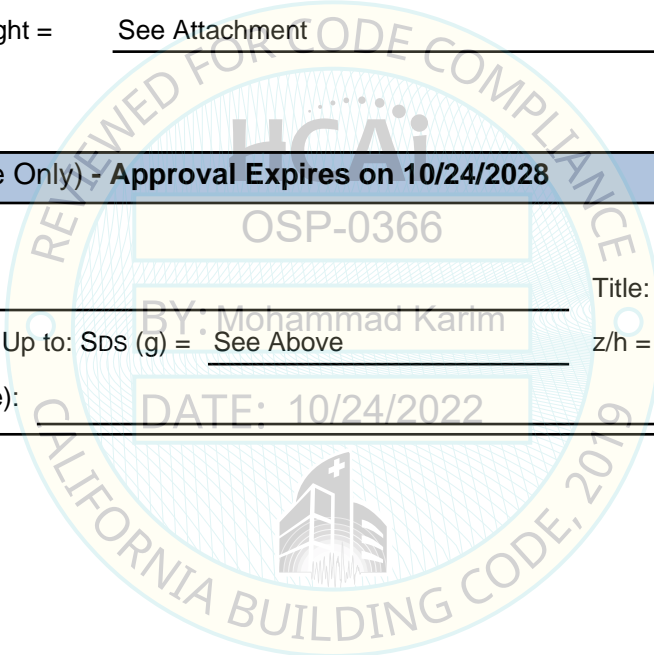 ght = See Attachment
REVIEWED FOR CODE COMPLIANCE
HCAi
e Only) - Approval Expires on 10/24/2028
OSP-0366
Title:
BY: Mohammad Karim
Up to: SDS (g) = See Above z/h =
e):
DATE: 10/24/2022
CALIFORNIA BUILDING CODE, 2019